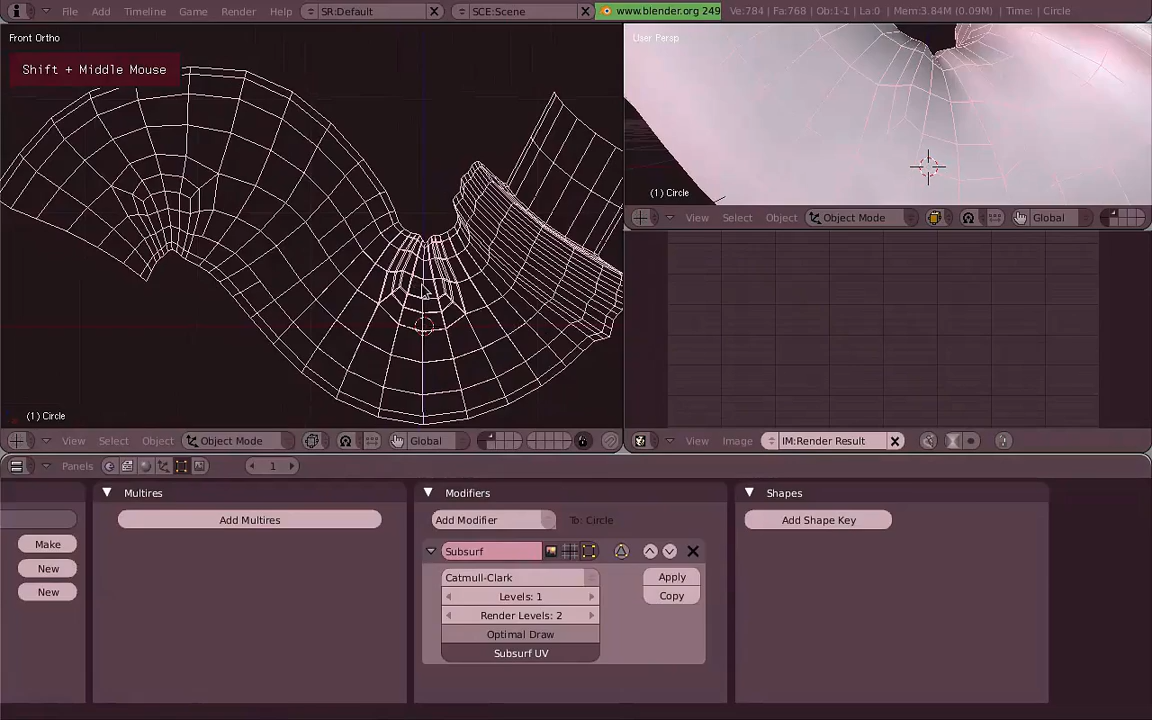 File Add Timeline Game Render Help SR:Default SCE:Scene www.blender.org 249 Ve:784 | Fa:768 | Ob:1-1 | La:0 | Mem:3.84M (0.09M) | Time: | Circle
Front Ortho
User Persp
Shift + Middle Mouse
(1) Circle
View Select Object Object Mode Global
(1) Circle
View Select Object Object Mode Global
View Image IM:Render Result
Panels 1
Multires
Modifiers
Shapes
Add Multires
Add Modifier To: Circle
Add Shape Key
Make
New
New
Subsurf
Catmull-Clark
Apply
Levels: 1
Copy
Render Levels: 2
Optimal Draw
Subsurf UV